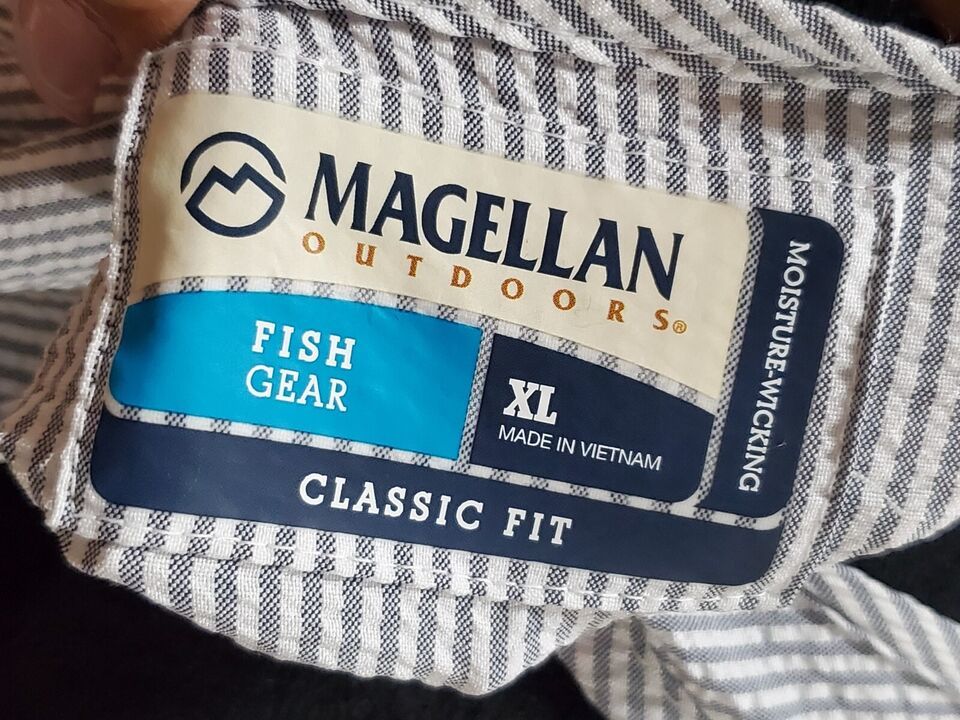 MAGELLAN
OUTDOORS®
FISH
GEAR
XL
MADE IN VIETNAM
MOISTURE-WICKING
CLASSIC FIT